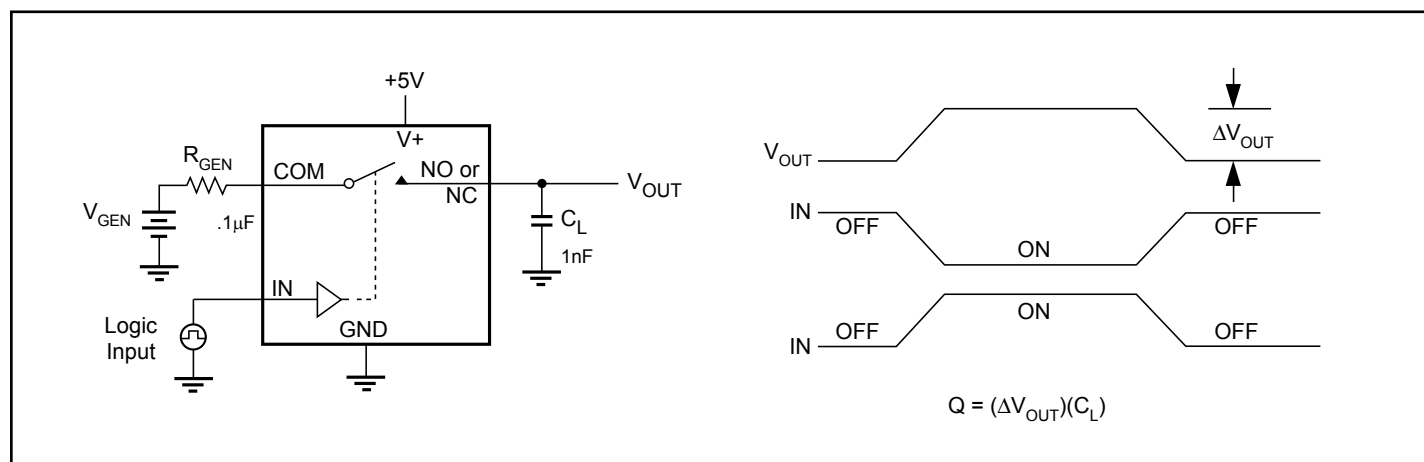 +5V
V+
R_GEN
COM
NO or
NC
V_OUT
V_GEN
.1μF
C_L
1nF
IN
Logic
Input
GND
V_OUT
ΔV_OUT
IN
OFF
ON
OFF
IN
OFF
ON
OFF
Q = (ΔV_OUT)(C_L)